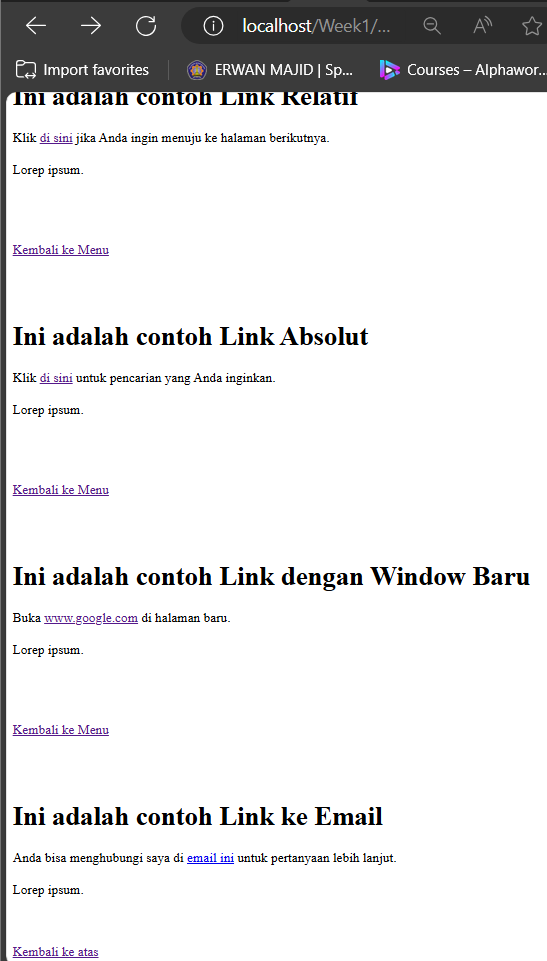 localhost/Week1/...
Import favorites
ERWAN MAJID | Sp...
Courses – Alphawor...
Ini adalah contoh Link Relatif
Klik di sini jika Anda ingin menuju ke halaman berikutnya.
Lorep ipsum.
Kembali ke Menu
Ini adalah contoh Link Absolut
Klik di sini untuk pencarian yang Anda inginkan.
Lorep ipsum.
Kembali ke Menu
Ini adalah contoh Link dengan Window Baru
Buka www.google.com di halaman baru.
Lorep ipsum.
Kembali ke Menu
Ini adalah contoh Link ke Email
Anda bisa menghubungi saya di email ini untuk pertanyaan lebih lanjut.
Lorep ipsum.
Kembali ke atas